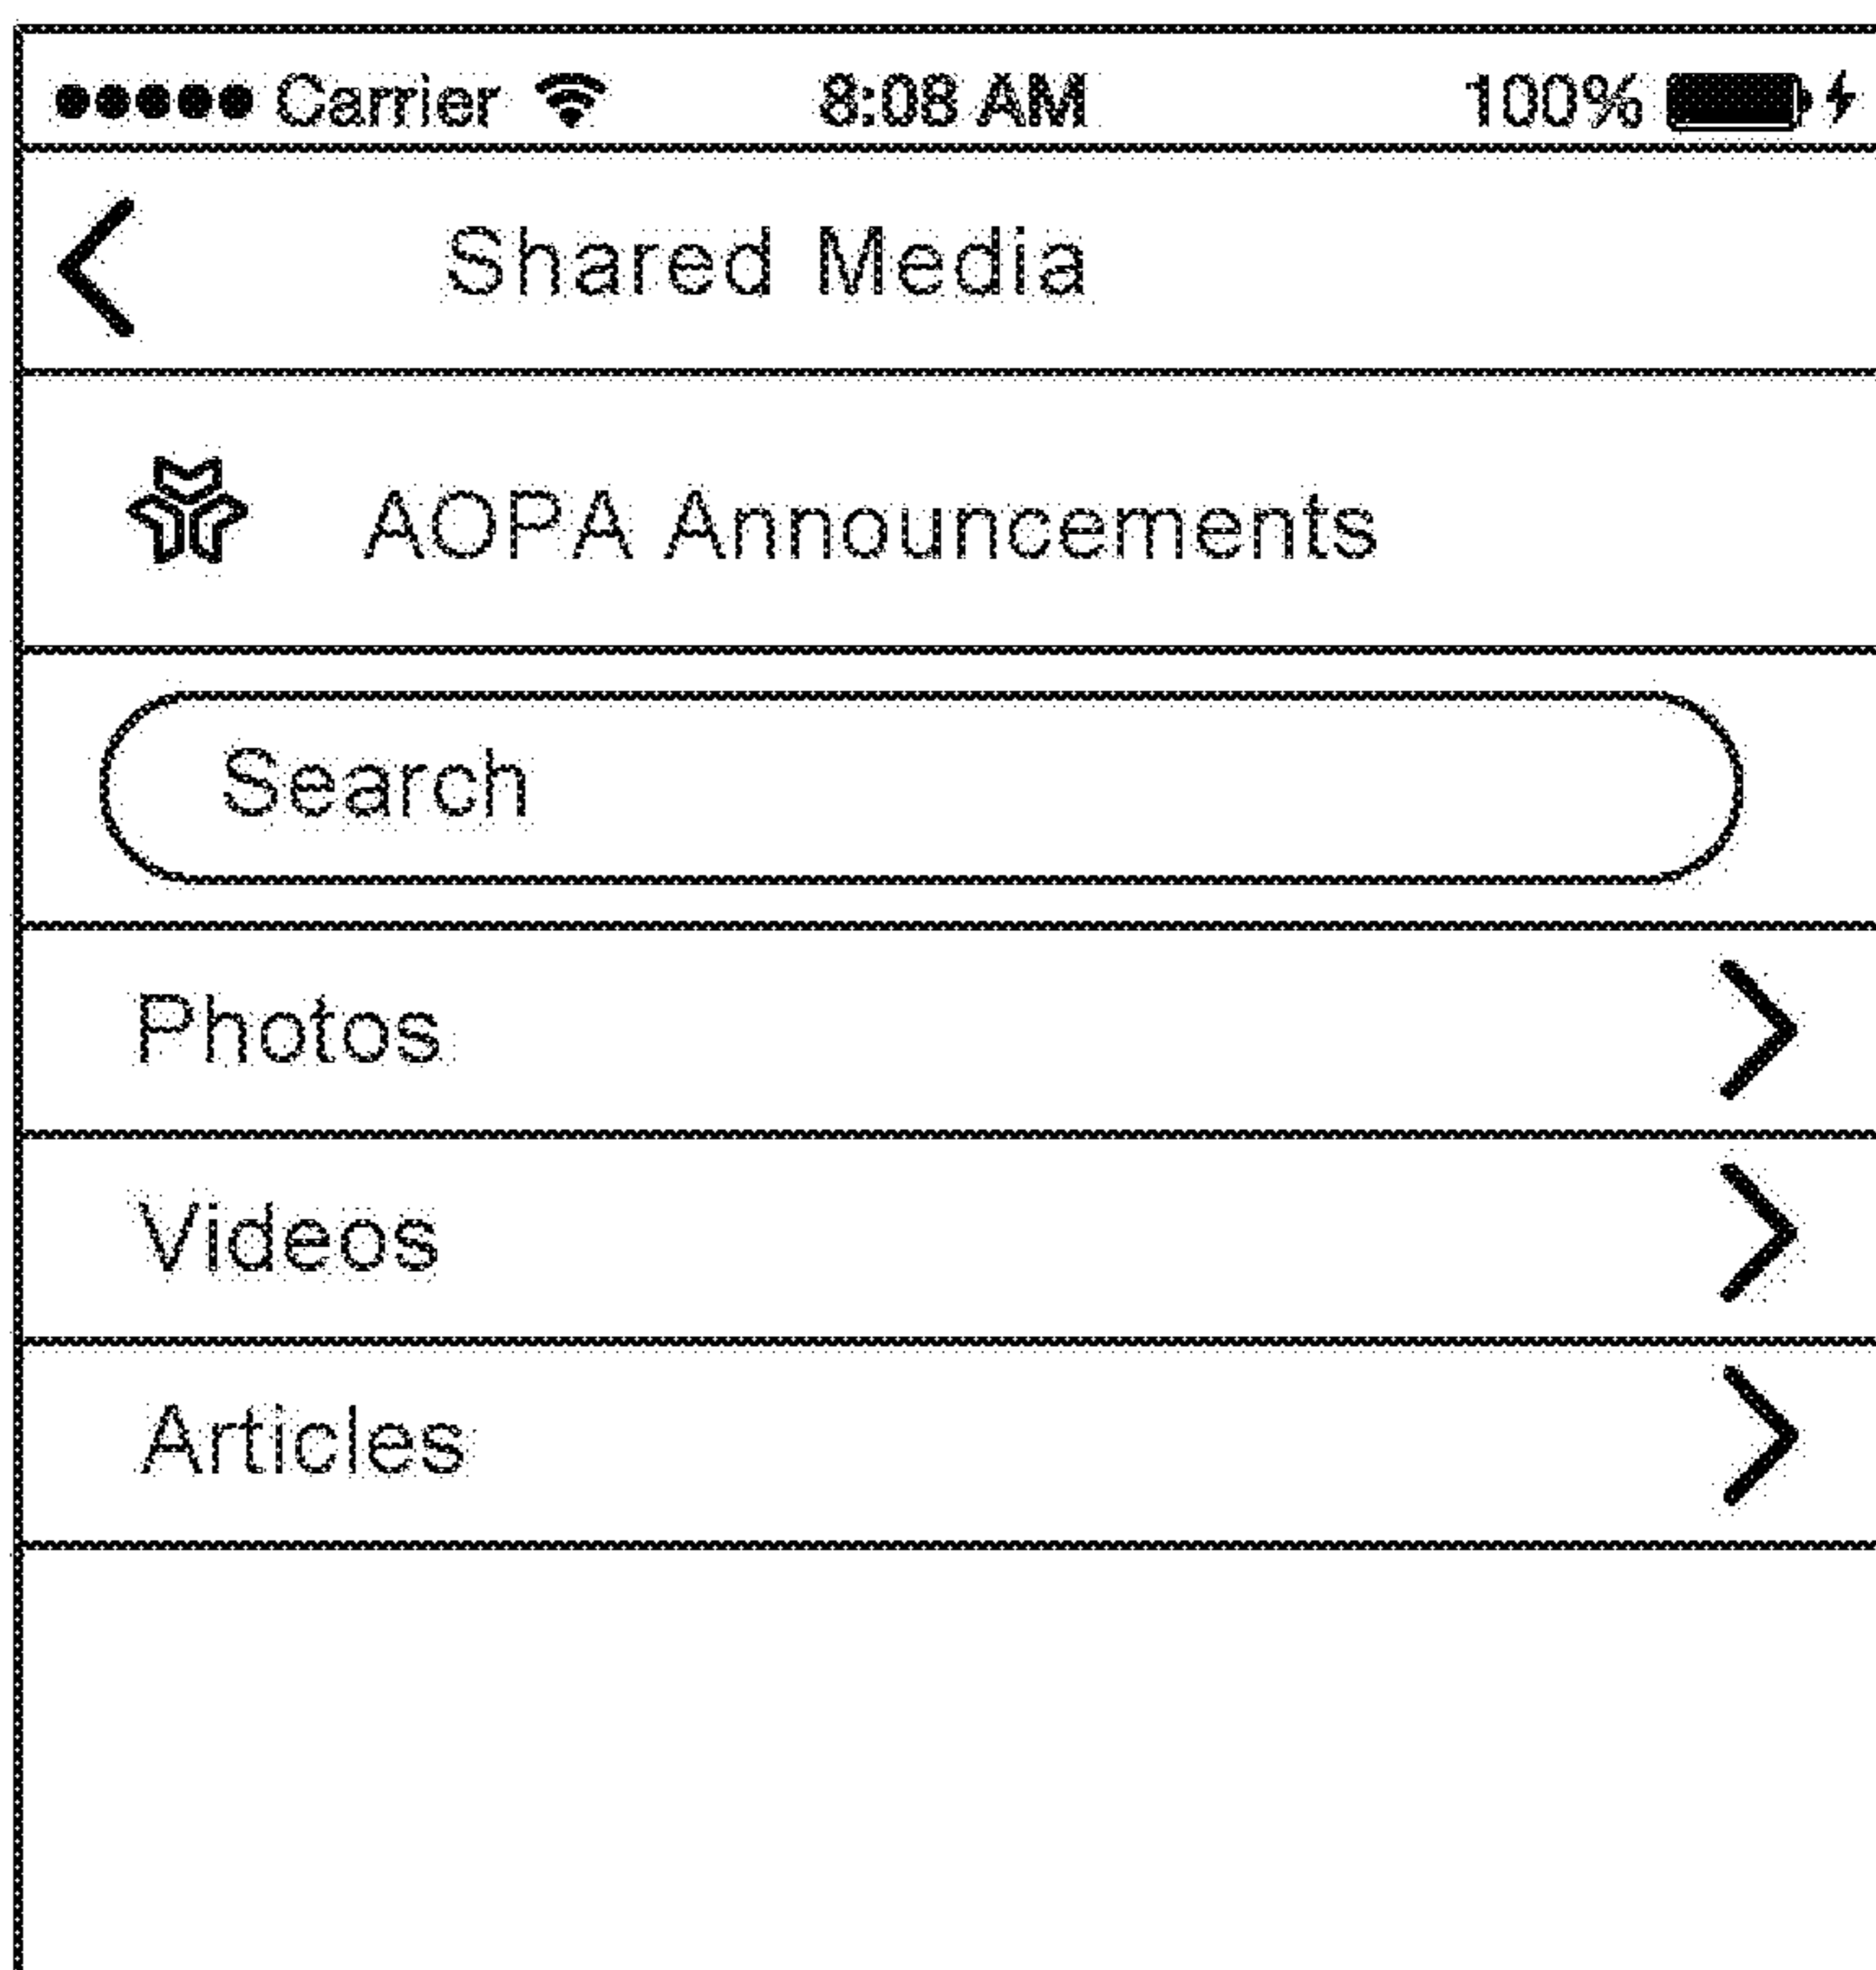 Carrier 8:08 AM 100%
Shared Media
AOPA Announcements
Search
Photos
Videos
Articles